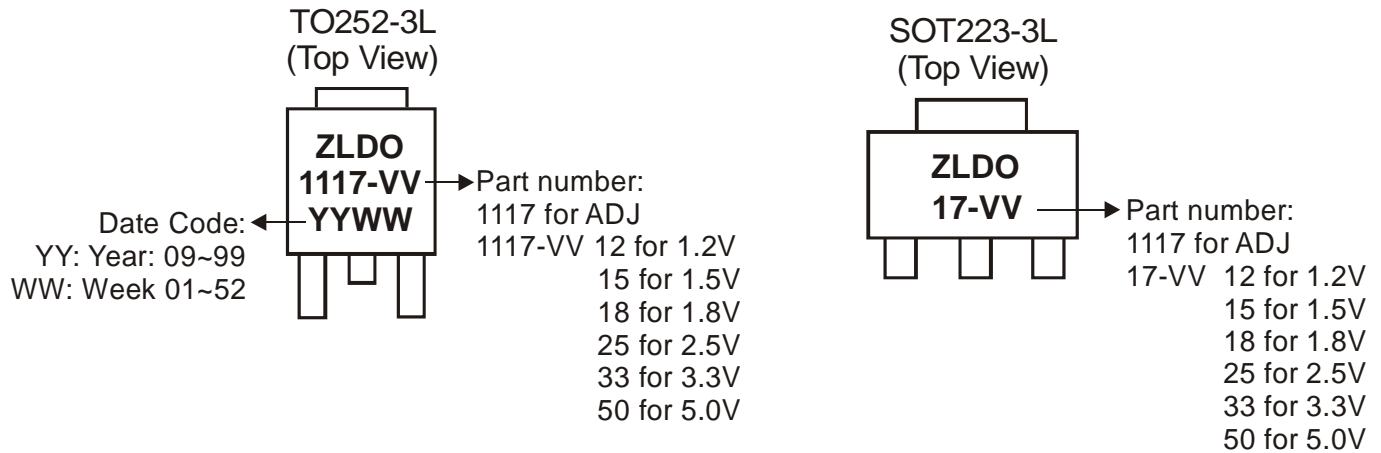 TO252-3L
(Top View)
ZLDO
1117-VV
YYWW
Date Code:
YY: Year: 09~99
WW: Week 01~52
Part number:
1117 for ADJ
1117-VV 12 for 1.2V
15 for 1.5V
18 for 1.8V
25 for 2.5V
33 for 3.3V
50 for 5.0V
SOT223-3L
(Top View)
ZLDO
17-VV
Part number:
1117 for ADJ
17-VV 12 for 1.2V
15 for 1.5V
18 for 1.8V
25 for 2.5V
33 for 3.3V
50 for 5.0V